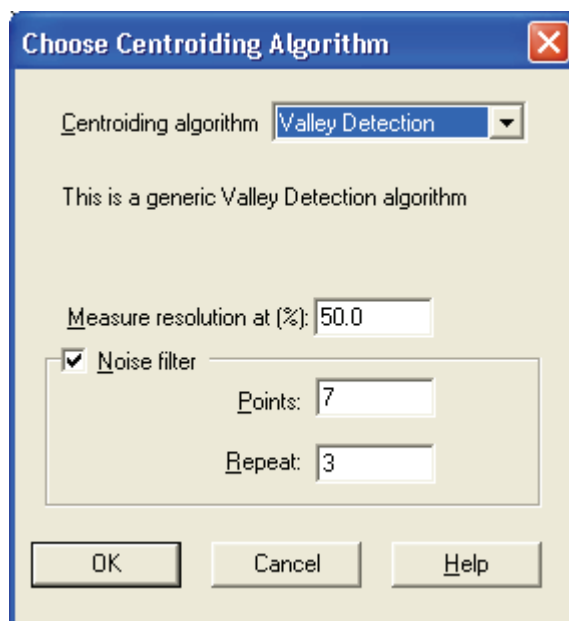 Choose Centroiding Algorithm
Centroiding algorithm Valley Detection
This is a generic Valley Detection algorithm
Measure resolution at (%): 50.0
Noise filter
Points: 7
Repeat: 3
OK Cancel Help